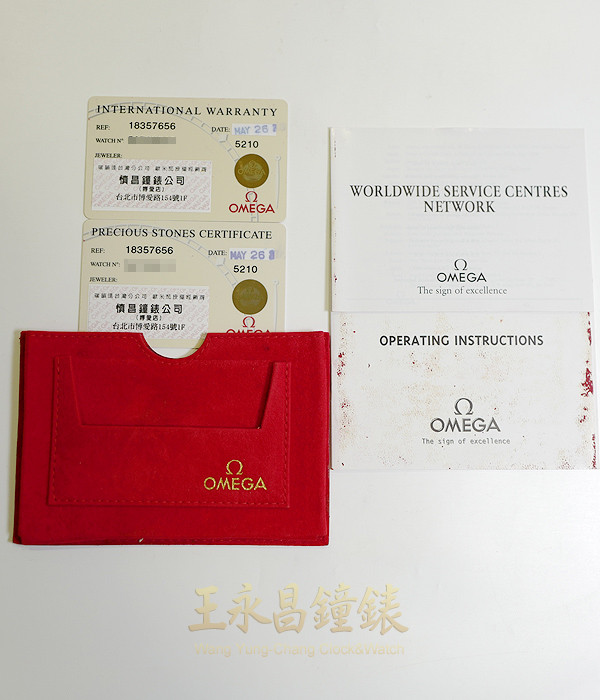 INTERNATIONAL WARRANTY
REF: 18357656 DATE: MAY 26
WATCH Nº 5210
JEWELER:
慎昌鐘錶公司
(博愛店)
台北市博愛路154號1F
OMEGA
PRECIOUS STONES CERTIFICATE
REF: 18357656 DATE: MAY 26
WATCH Nº 5210
JEWELER:
慎昌鐘錶公司
(博愛店)
台北市博愛路154號1F
OMEGA
OMEGA
WORLDWIDE SERVICE CENTRES
NETWORK
OMEGA
The sign of excellence
OPERATING INSTRUCTIONS
OMEGA
The sign of excellence
王永昌鐘錶
Wang Yung-Chang Clock&Watch